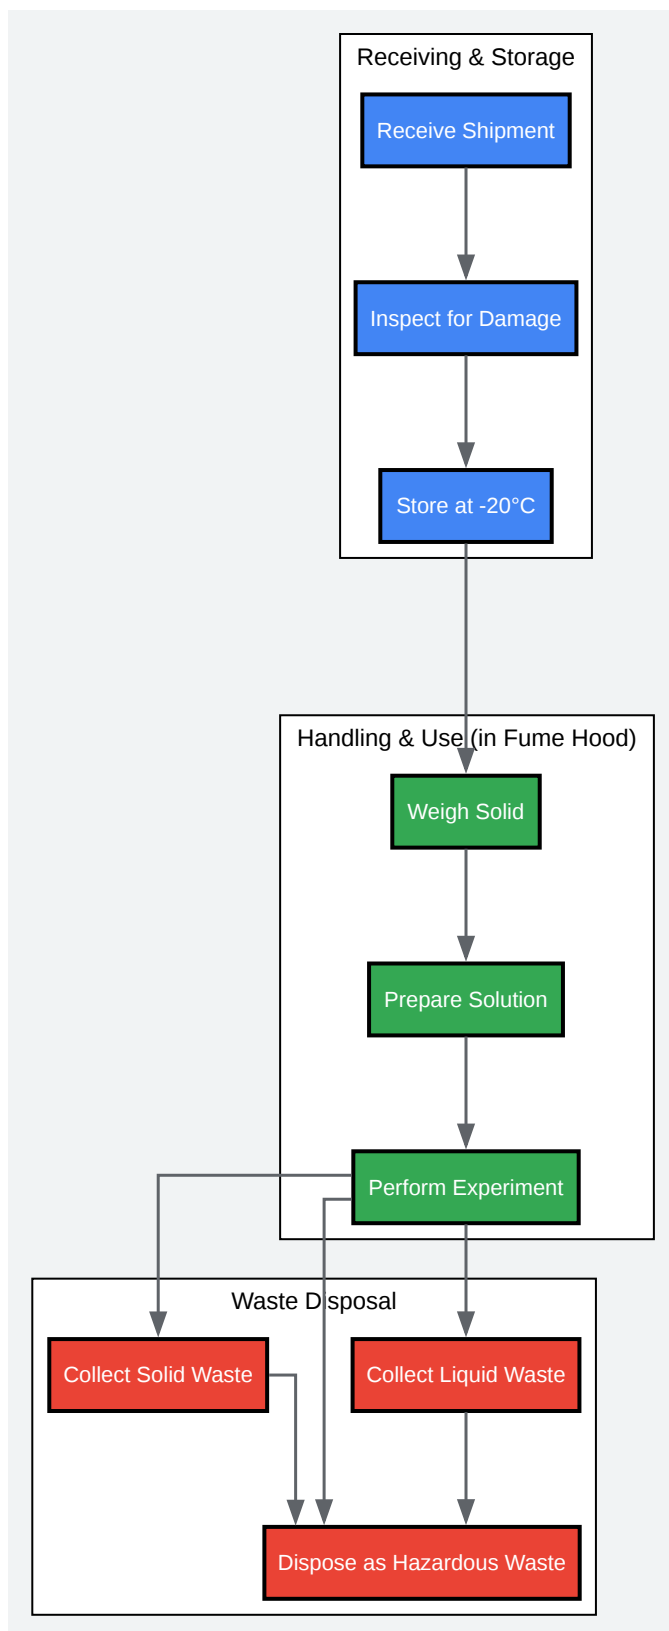 Receiving & Storage
Receive Shipment
Inspect for Damage
Store at -20°C
Handling & Use (in Fume Hood)
Weigh Solid
Prepare Solution
Perform Experiment
Waste Disposal
Collect Solid Waste
Collect Liquid Waste
Dispose as Hazardous Waste